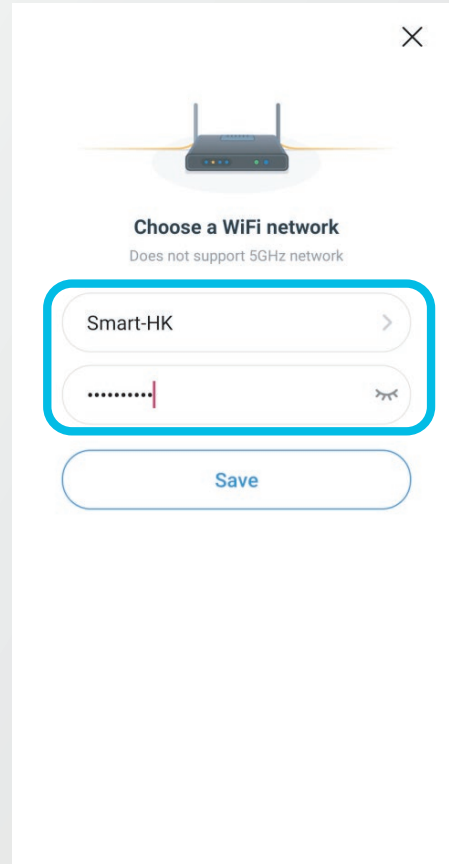 Choose a WiFi network
Does not support 5GHz network
Smart-HK
••••••••••
Save